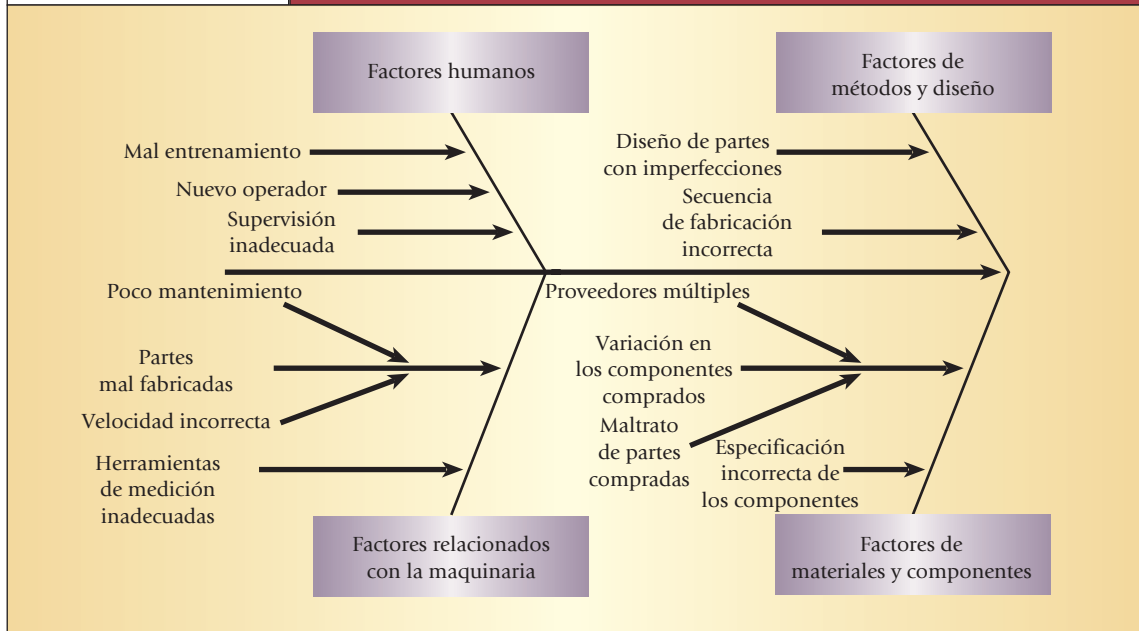 Factores humanos
Factores de
métodos y diseño
Mal entrenamiento
Nuevo operador
Supervisión
inadecuada
Diseño de partes
con imperfecciones
Secuencia
de fabricación
incorrecta
Poco mantenimiento
Partes
mal fabricadas
Velocidad incorrecta
Herramientas
de medición
inadecuadas
Proveedores múltiples
Variación en
los componentes
comprados
Maltrato
de partes
compradas
Especificación
incorrecta de
los componentes
Factores relacionados
con la maquinaria
Factores de
materiales y componentes